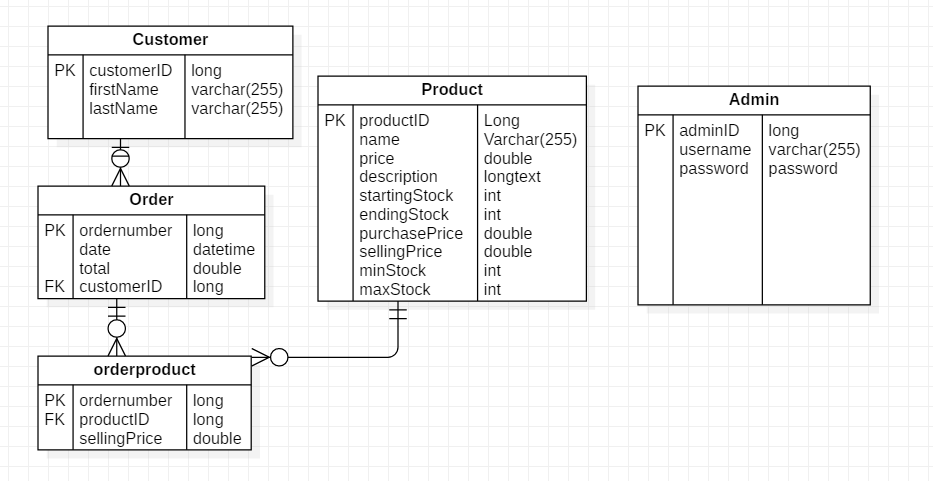 Customer
PK customerID long
firstName varchar(255)
lastName varchar(255)
Order
PK ordernumber long
date datetime
total double
FK customerID long
orderproduct
PK ordernumber long
FK productID long
sellingPrice double
Product
PK productID Long
name Varchar(255)
price double
description longtext
startingStock int
endingStock int
purchasePrice double
sellingPrice double
minStock int
maxStock int
Admin
PK adminID long
username varchar(255)
password password